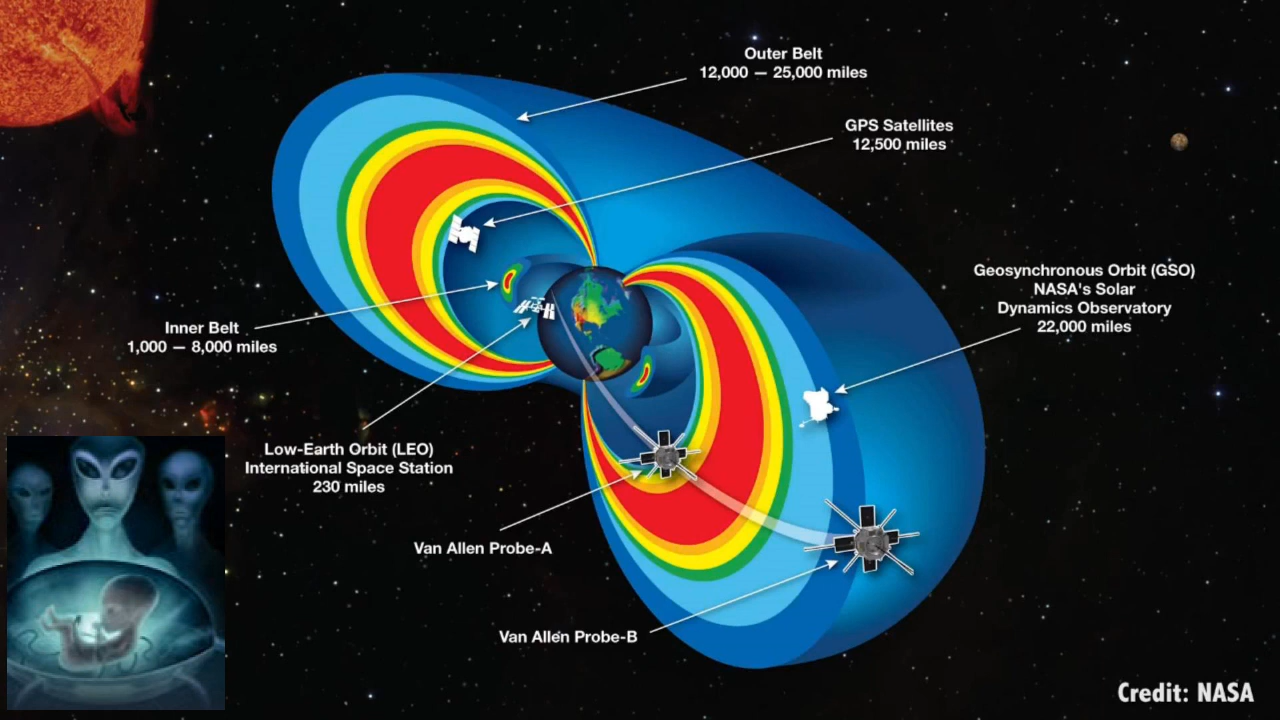 Outer Belt
12,000 — 25,000 miles
GPS Satellites
12,500 miles
Geosynchronous Orbit (GSO)
NASA's Solar
Dynamics Observatory
22,000 miles
Inner Belt
1,000 — 8,000 miles
Low-Earth Orbit (LEO)
International Space Station
230 miles
Van Allen Probe-A
Van Allen Probe-B
Credit: NASA